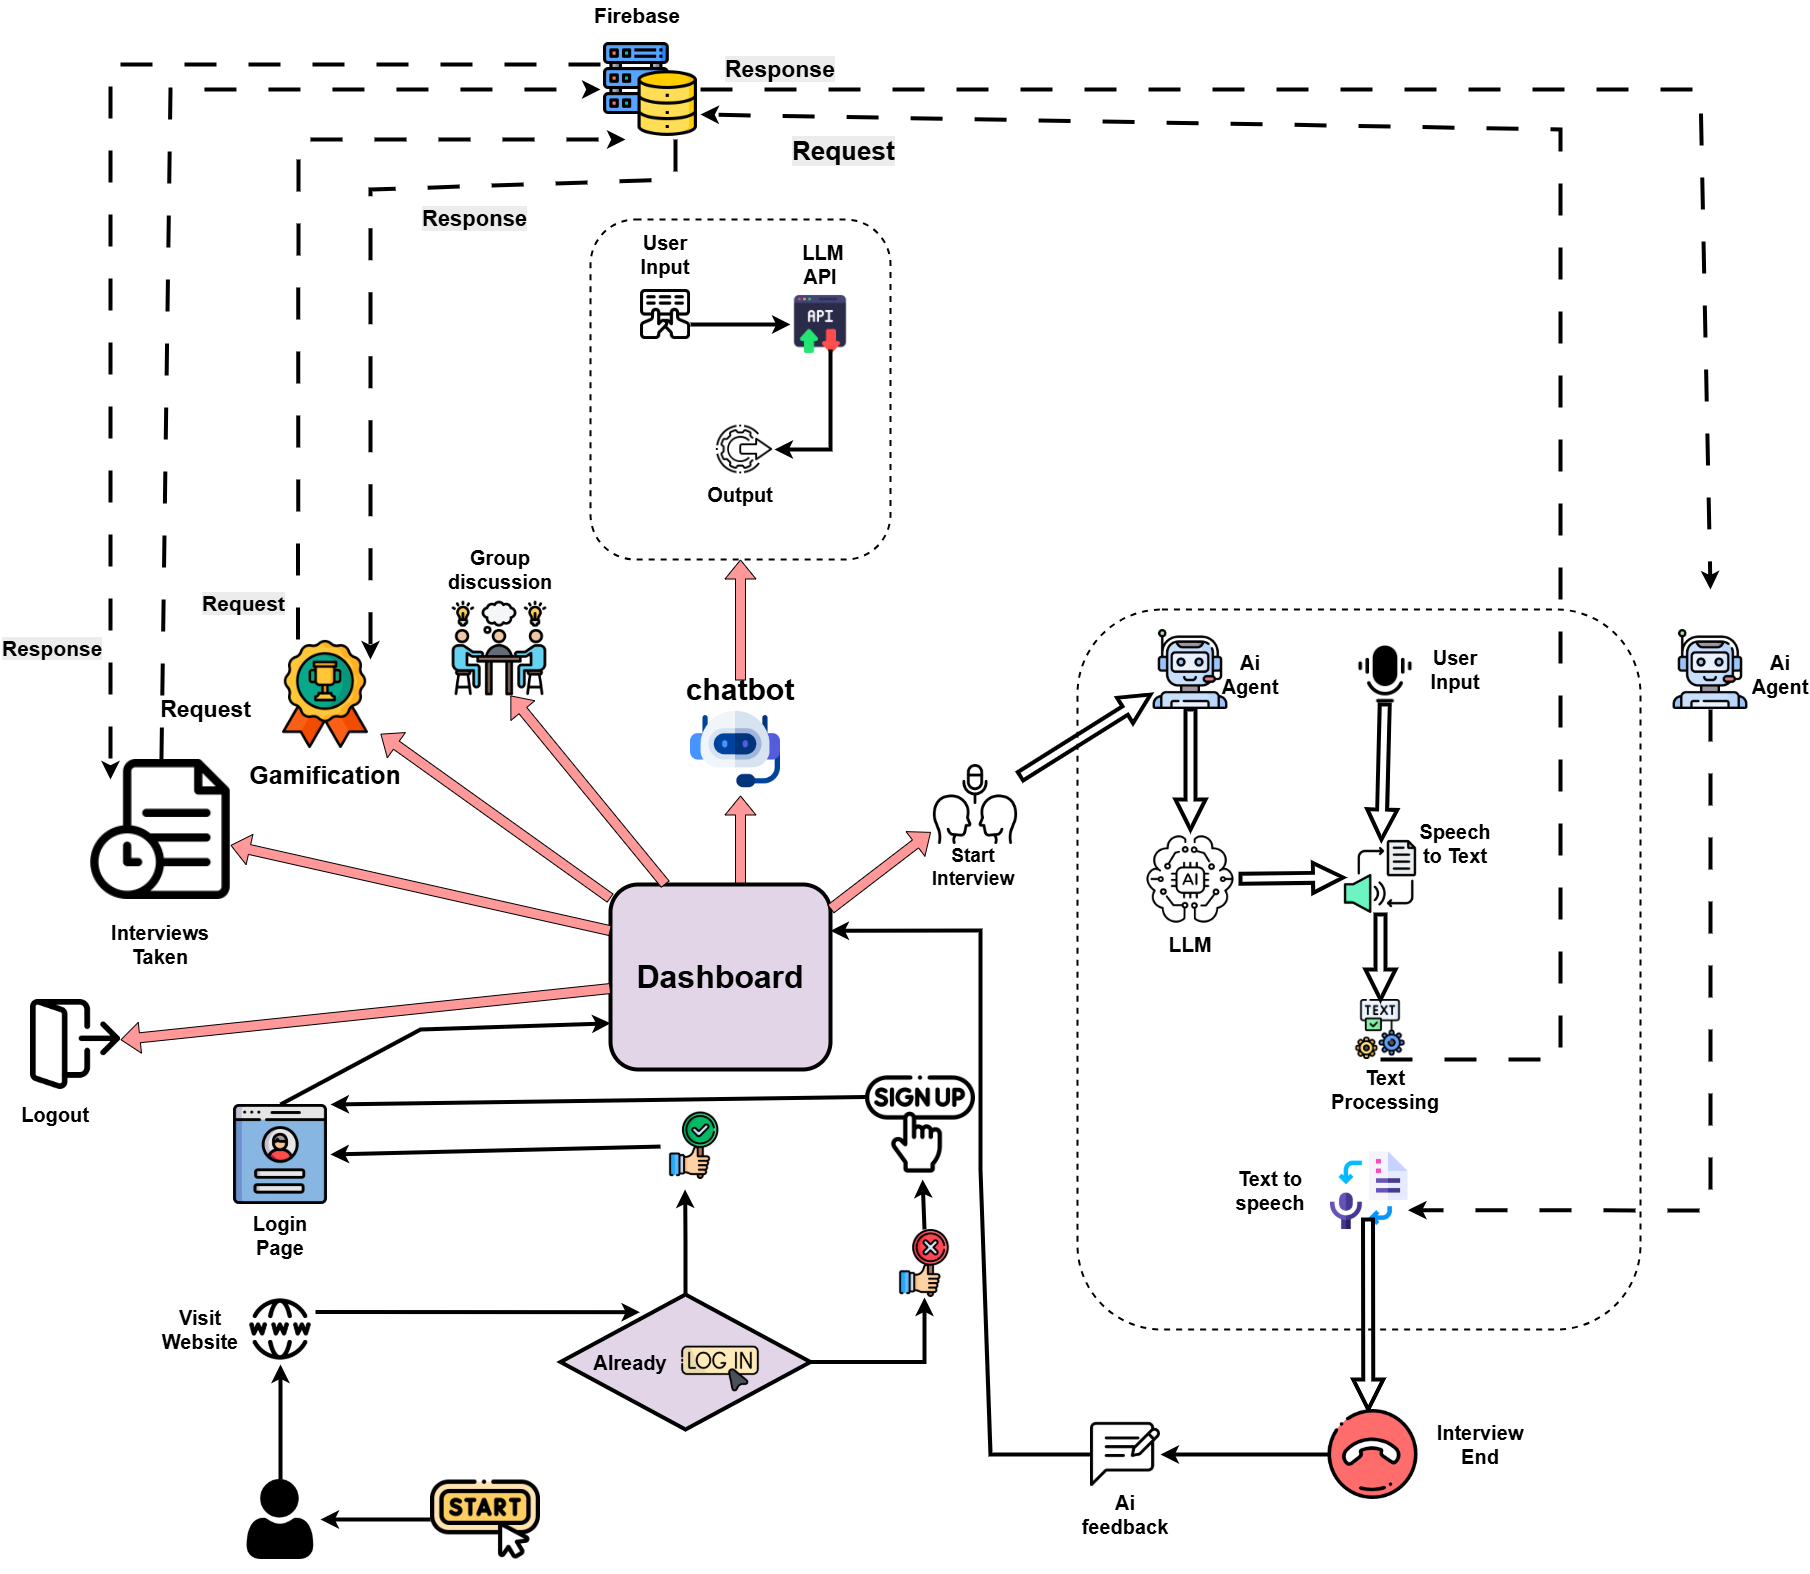 Firebase
Response
Request
Response
User
Input
LLM
API
API
Output
Group
discussion
Request
Response
Request
Gamification
chatbot
Ai
Agent
User
Input
Ai
Agent
Start
Interview
Speech
to Text
AI
LLM
Interviews
Taken
Dashboard
TEXT
Text
Processing
Logout
SIGN UP
Text to
speech
Login
Page
Visit
Website
WWW
Already
LOG IN
Interview
End
Ai
feedback
START